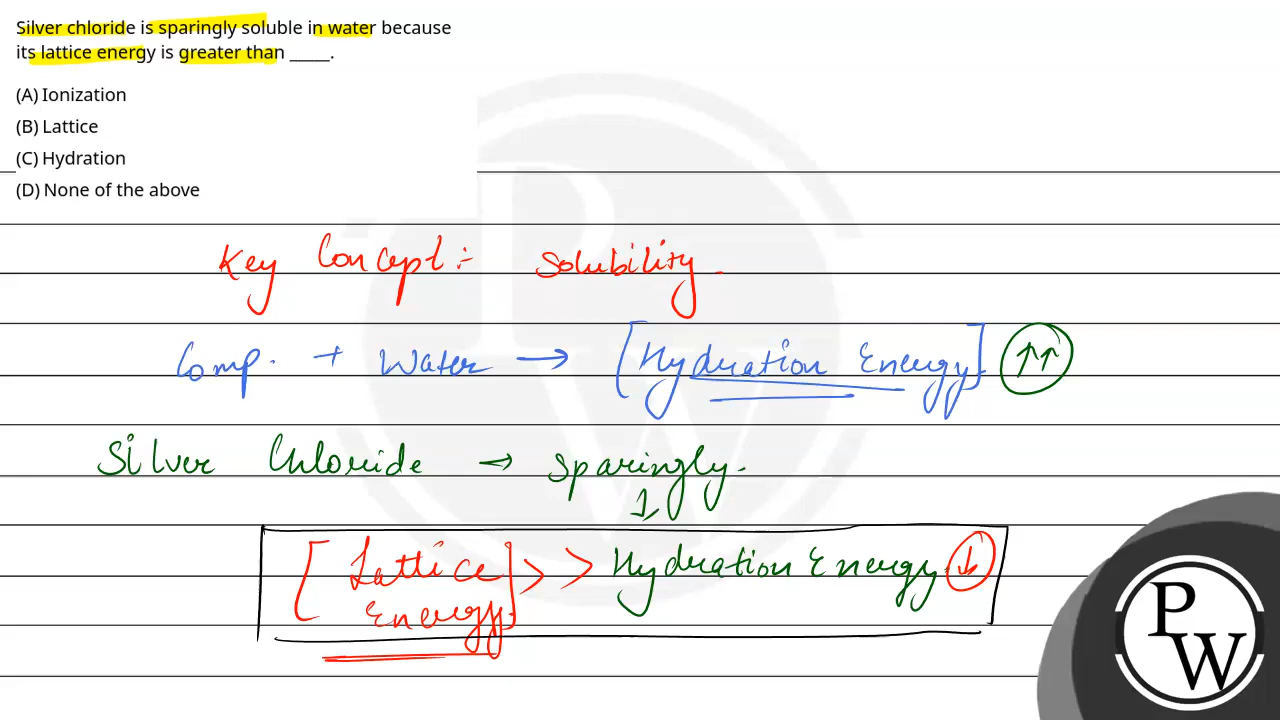 Silver chloride is sparingly soluble in water because
its lattice energy is greater than _____.
(A) Ionization
(B) Lattice
(C) Hydration
(D) None of the above
Key Concept :- Solubility.
Comp. + Water → [Hydration Energy] ↑↑
Silver Chloride → Sparingly.
↓
[Lattice Energy] >> Hydration Energy ↓
PW